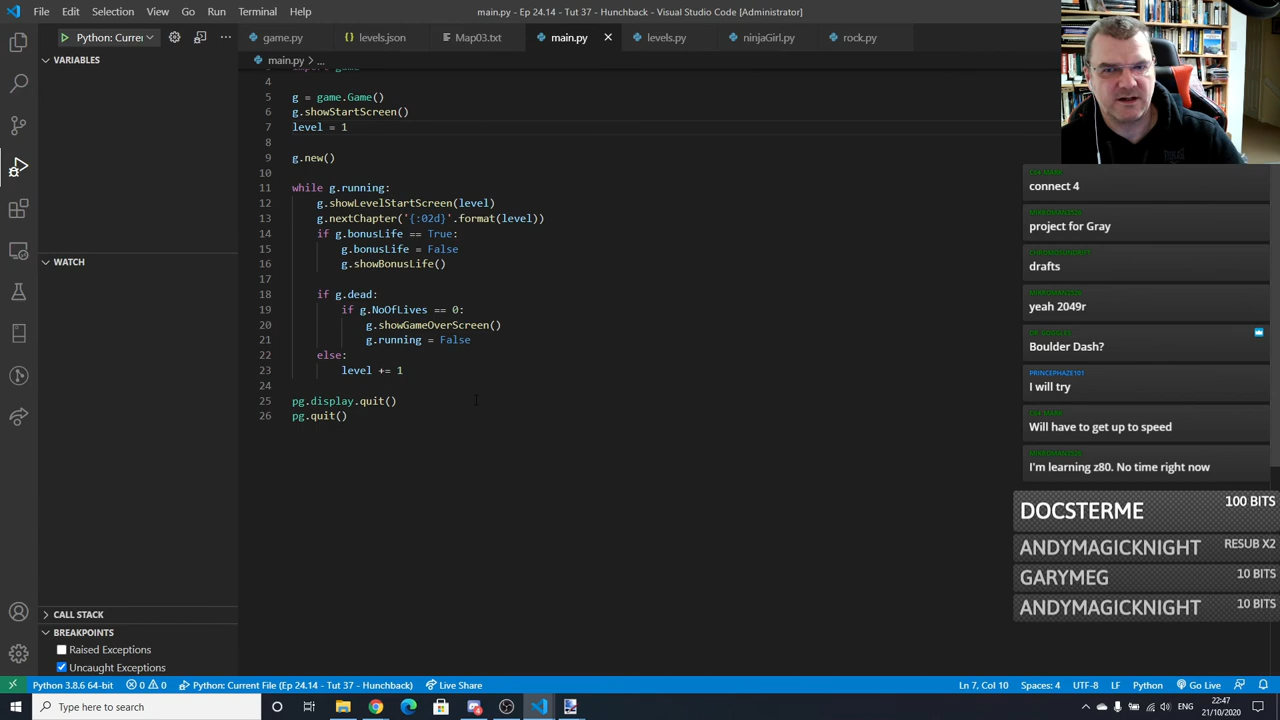 File Edit Selection View Go Run Terminal Help
main.py - Ep 24.14 - Tut 37 - Hunchback - Visual Studio Code [Administrator]
Python: Curre
game.py
Map03.txt
main.py
levels.py
ninjaGirl.py
rock.py
main.py > ...
VARIABLES
WATCH
CALL STACK
BREAKPOINTS
Raised Exceptions
Uncaught Exceptions
4
5 g = game.Game()
6 g.showStartScreen()
7 level = 1
8
9 g.new()
10
11 while g.running:
12 g.showLevelStartScreen(level)
13 g.nextChapter('{:02d}'.format(level))
14 if g.bonusLife == True:
15 g.bonusLife = False
16 g.showBonusLife()
17
18 if g.dead:
19 if g.NoOfLives == 0:
20 g.showGameOverScreen()
21 g.running = False
22 else:
23 level += 1
24
25 pg.display.quit()
26 pg.quit()
C64 MARK
connect 4
project for Gray
drafts
yeah 2049r
Boulder Dash?
PRINCEPHAZE101
I will try
C64 MARK
Will have to get up to speed
I'm learning z80. No time right now
DOCSTERME 100 BITS
ANDYMAGICKNIGHT RESUB X2
GARYMEG 10 BITS
ANDYMAGICKNIGHT 10 BITS
Python 3.8.6 64-bit 0 0 Python: Current File (Ep 24.14 - Tut 37 - Hunchback) Live Share
Ln 7, Col 10 Spaces: 4 UTF-8 LF Python Go Live
Type here to search
22:47
21/10/2020